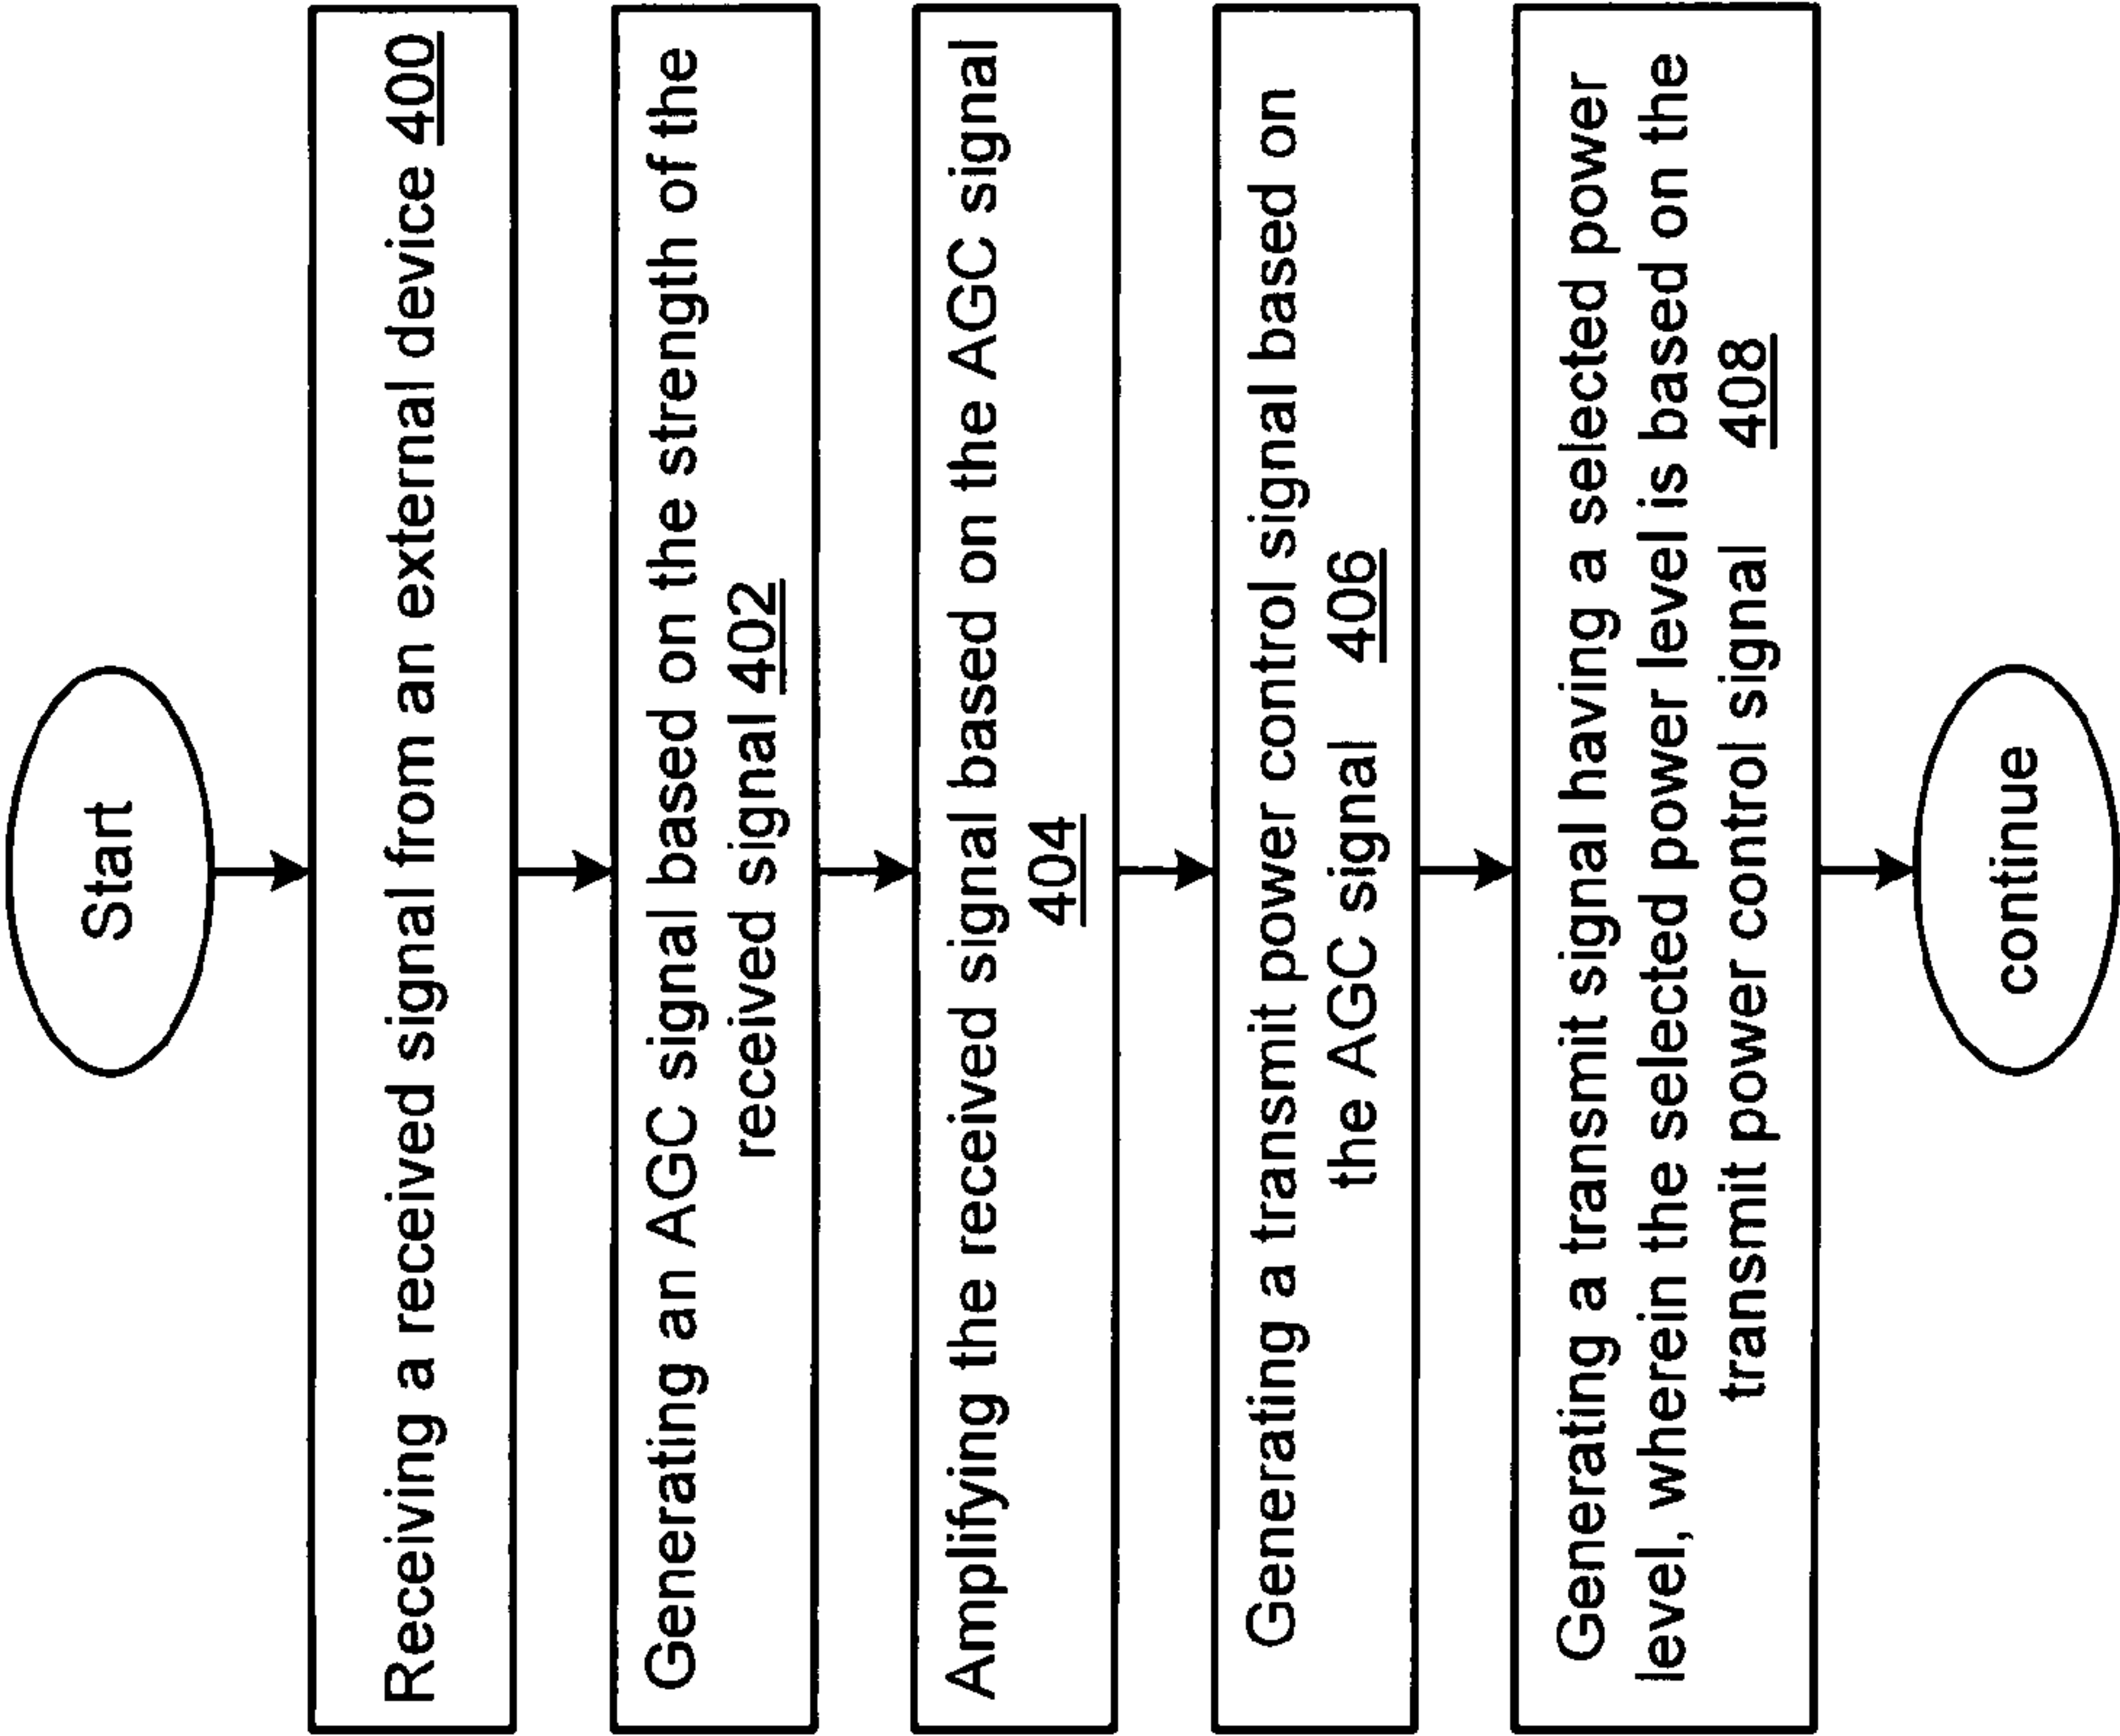 Start
Receiving a received signal from an external device 400
Generating an AGC signal based on the strength of the
received signal 402
Amplifying the received signal based on the AGC signal
404
Generating a transmit power control signal based on
the AGC signal 406
Generating a transmit signal having a selected power
level, wherein the selected power level is based on the
transmit power control signal 408
continue